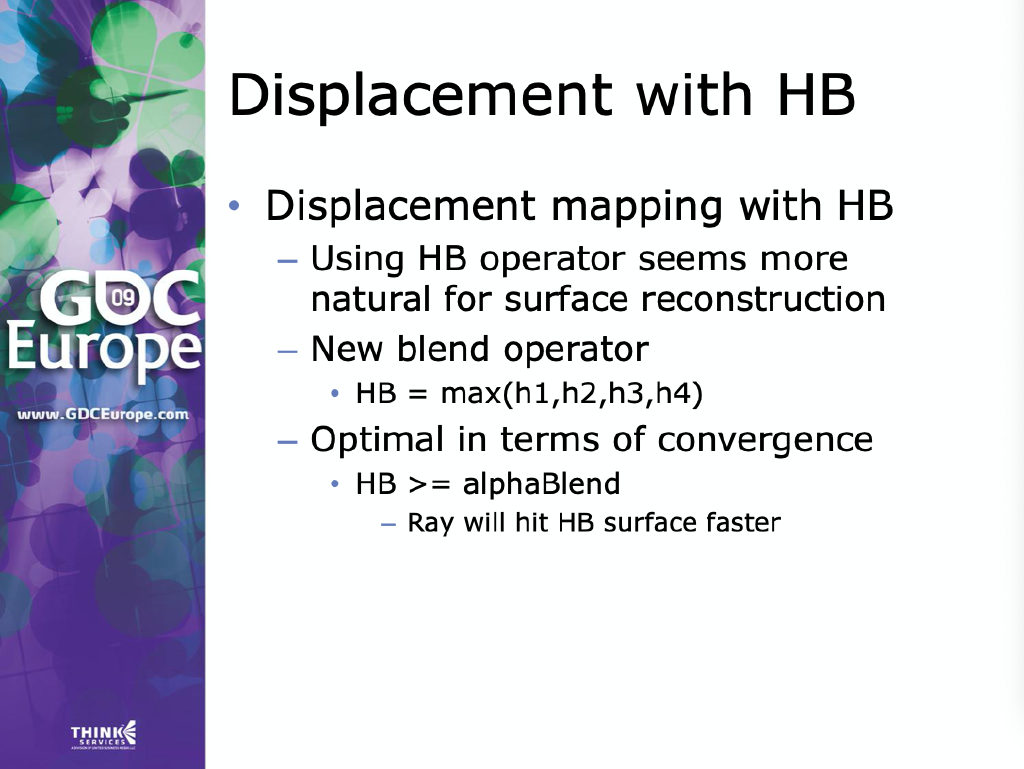 Displacement with HB
• Displacement mapping with HB
– Using HB operator seems more
natural for surface reconstruction
– New blend operator
• HB = max(h1,h2,h3,h4)
– Optimal in terms of convergence
• HB >= alphaBlend
– Ray will hit HB surface faster
GDC 09
Europe
www.GDCEurope.com
THINK
SERVICES